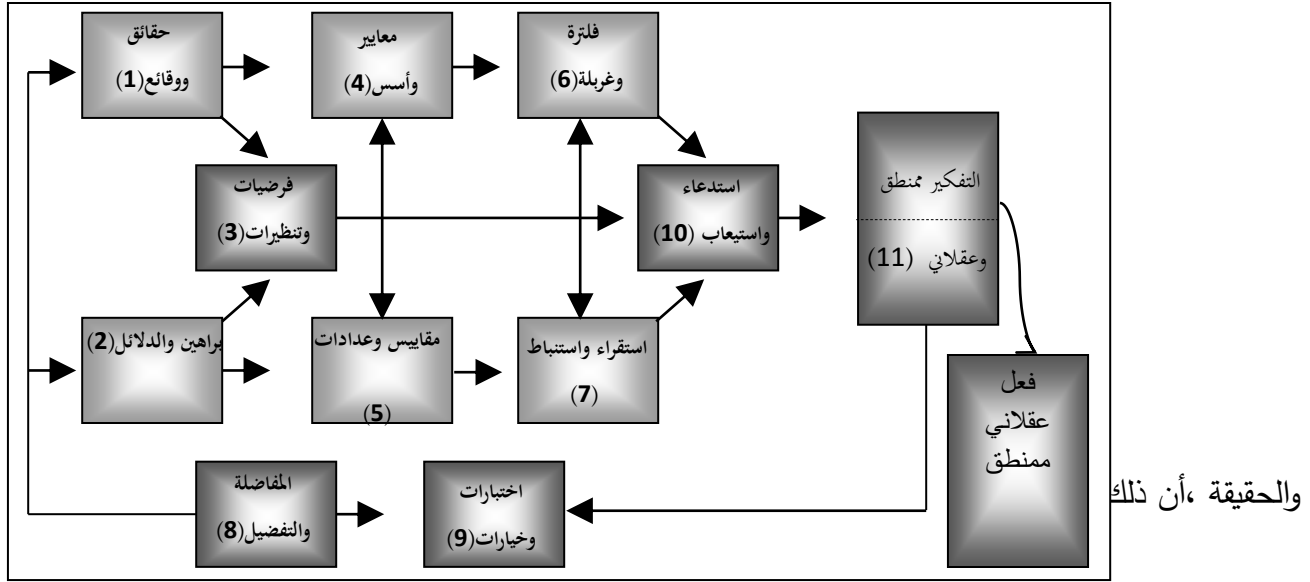 حقائق
ووقائع(1)
معايير
وأسس(4)
فلترة
وغربلة(6)
فرضيات
وتنظيرات(3)
استدعاء
واستيعاب (10)
التفكير ممنطق
وعقلاني (11)
براهين والدلائل(2)
مقاييس وعدادات
(5)
استقراء واستنباط
(7)
فعل
عقلاني
ممنطق
المفاضلة
والتفضيل(8)
اختبارات
وخيارات(9)
والحقيقة ،أن ذلك